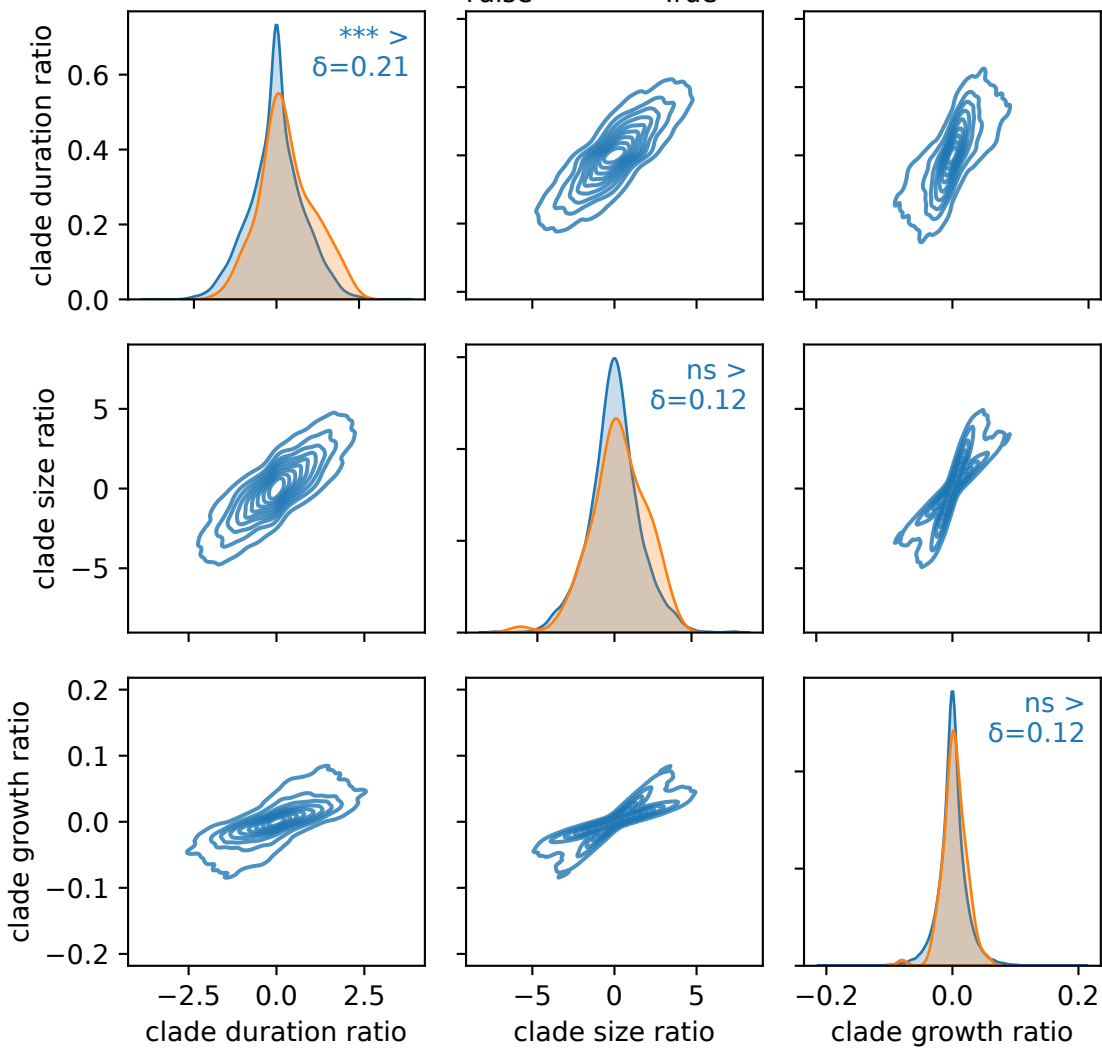 False True
clade duration ratio
0.6
0.4
0.2
0.0
*** >
δ=0.21
clade size ratio
5
0
−5
ns >
δ=0.12
clade growth ratio
0.2
0.1
0.0
−0.1
−0.2
ns >
δ=0.12
−2.5 0.0 2.5
−5 0 5
−0.2 0.0 0.2
clade duration ratio
clade size ratio
clade growth ratio